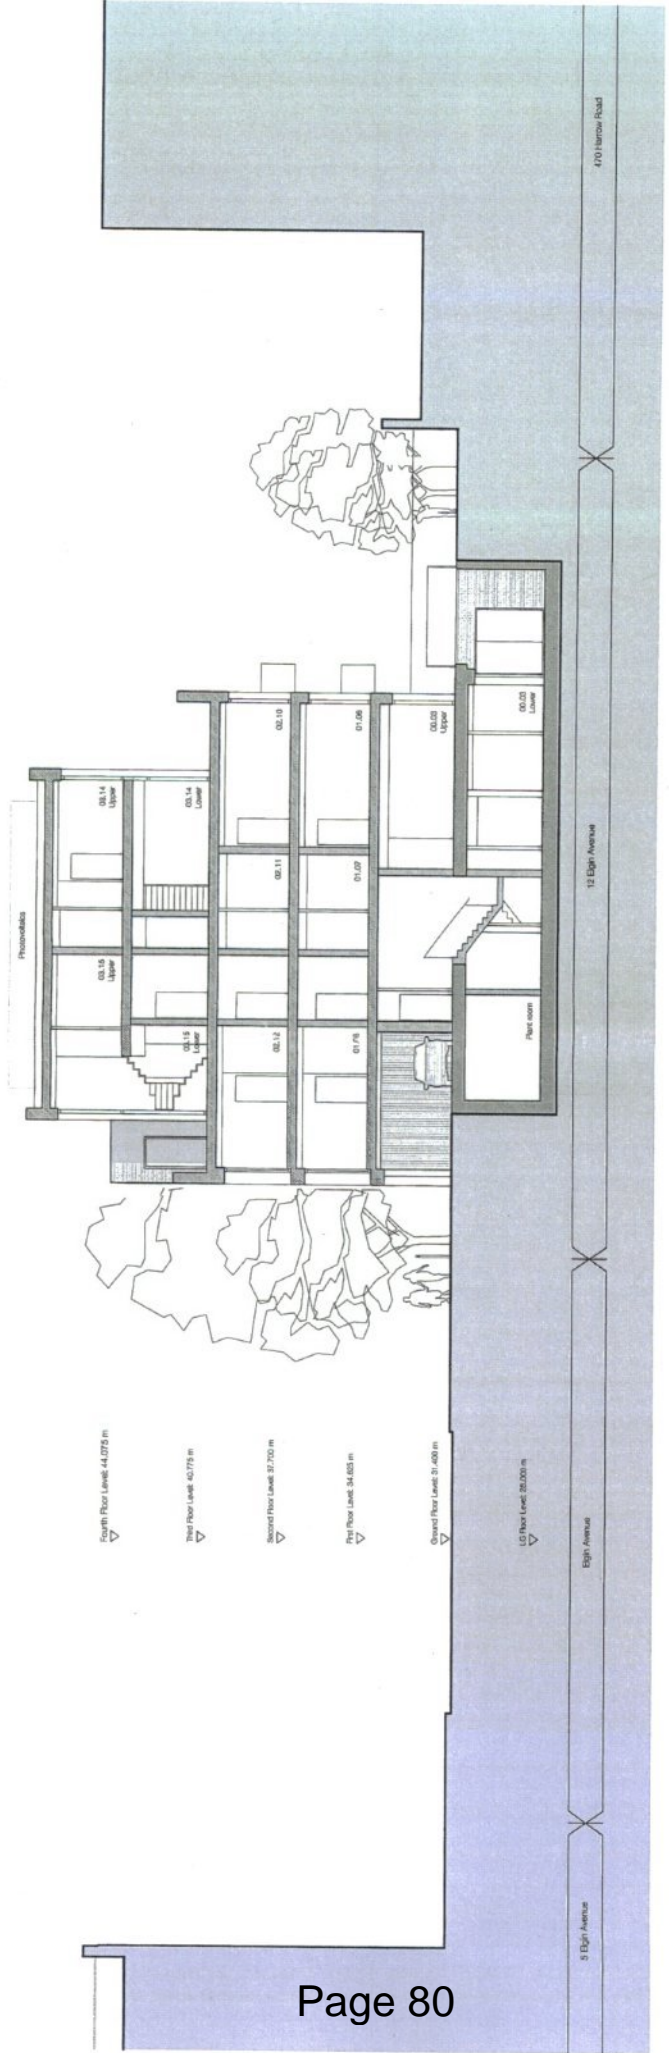 Photovoltaics
03.15
Upper
03.14
Upper
03.15
Lower
03.14
Lower
02.12
02.11
02.10
01.07
01.06
00.03
Upper
Plant room
00.03
Lower
Fourth Floor Level: 44.075 m
Third Floor Level: 40.775 m
Second Floor Level: 37.700 m
First Floor Level: 34.625 m
Ground Floor Level: 31.400 m
LG Floor Level: 28.000 m
5 Elgin Avenue
Elgin Avenue
12 Elgin Avenue
470 Harrow Road
Page 80